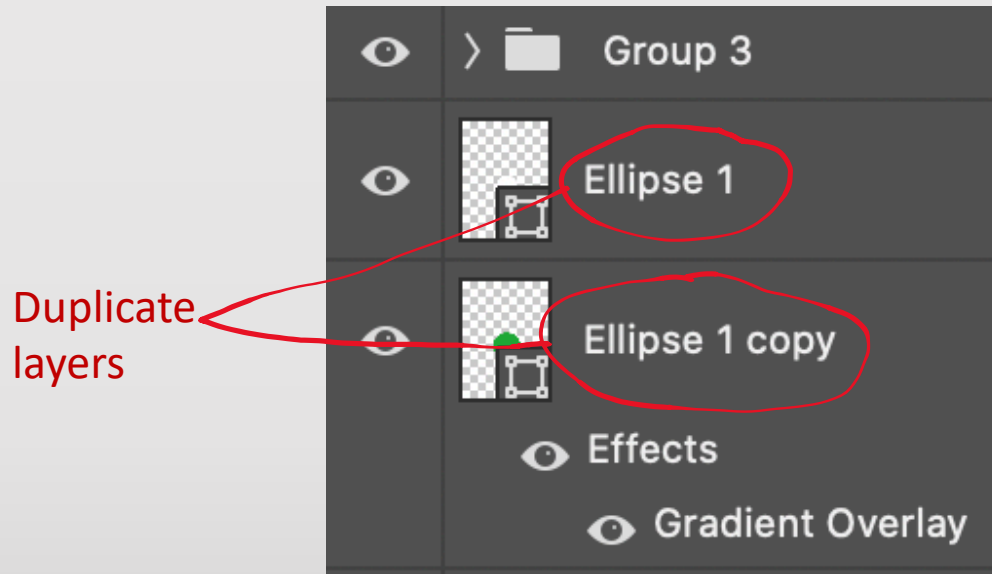 Group 3
Ellipse 1
Duplicate
layers
Ellipse 1 copy
Effects
Gradient Overlay